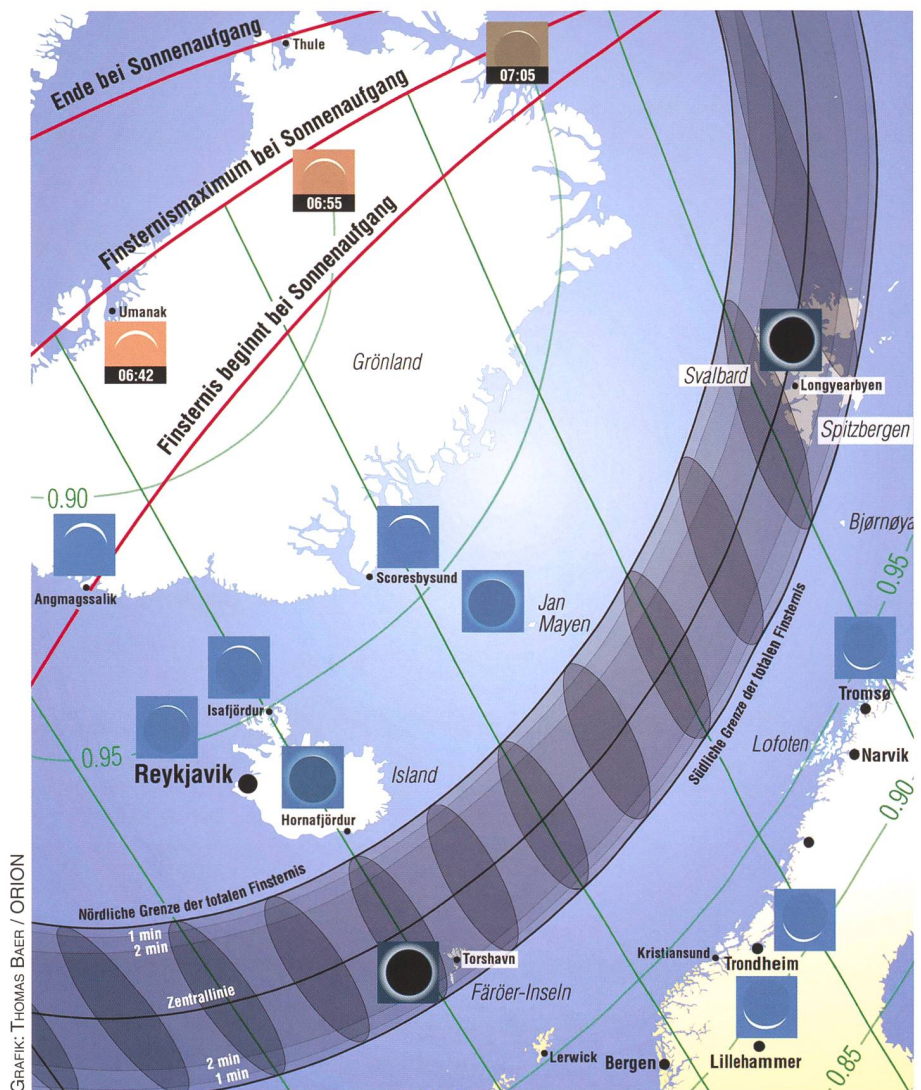 Ende bei Sonnenaufgang
Thule
07:05
Finsternismaximum bei Sonnenaufgang
06:55
Finsternis beginnt bei Sonnenaufgang
Umanak
06:42
Grönland
Svalbard
Longyearbyen
Spitzbergen
0.90
Angmagssalik
Scoresbysund
Jan
Mayen
Bjørnøya
0.95
Isafjördur
0.95
Reykjavik
Island
Hornafjördur
Südliche Grenze der totalen Finsternis
Tromsø
Lofoten
Narvik
0.90
Nördliche Grenze der totalen Finsternis
1 min
2 min
Zentrallinie
2 min
1 min
Torshavn
Färöer-Inseln
Kristiansund
Trondheim
Lerwick
Bergen
Lillehammer
0.85
GRAFIK: THOMAS BAER / ORION